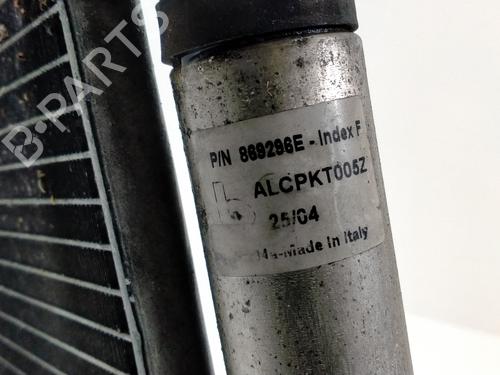 B-PARTS
P/N 869296E - Index F
ALCPKT005Z
25/04
Made In Italy